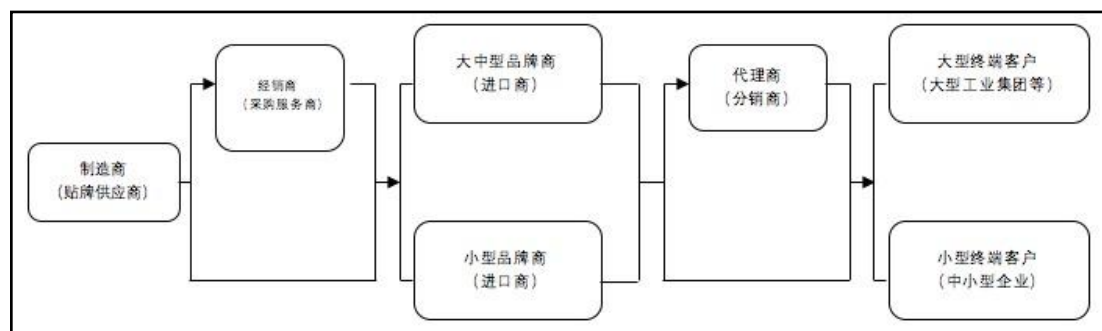 制造商
(贴牌供应商)
经销商
(采购服务商)
大中型品牌商
(进口商)
小型品牌商
(进口商)
代理商
(分销商)
大型终端客户
(大型工业集团等)
小型终端客户
(中小型企业)